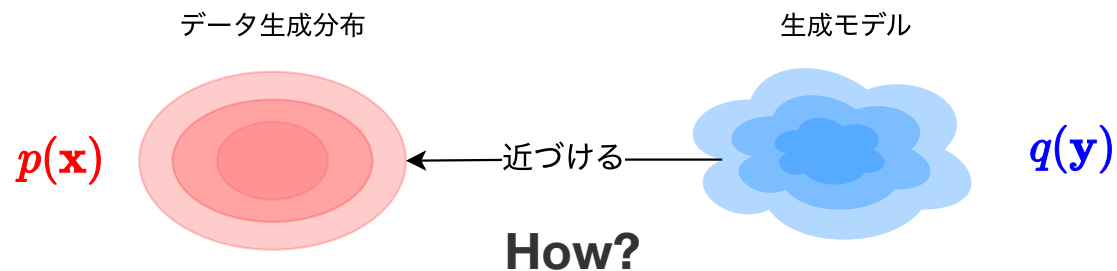 データ生成分布
生成モデル
p(x)
近づける
q(y)
How?